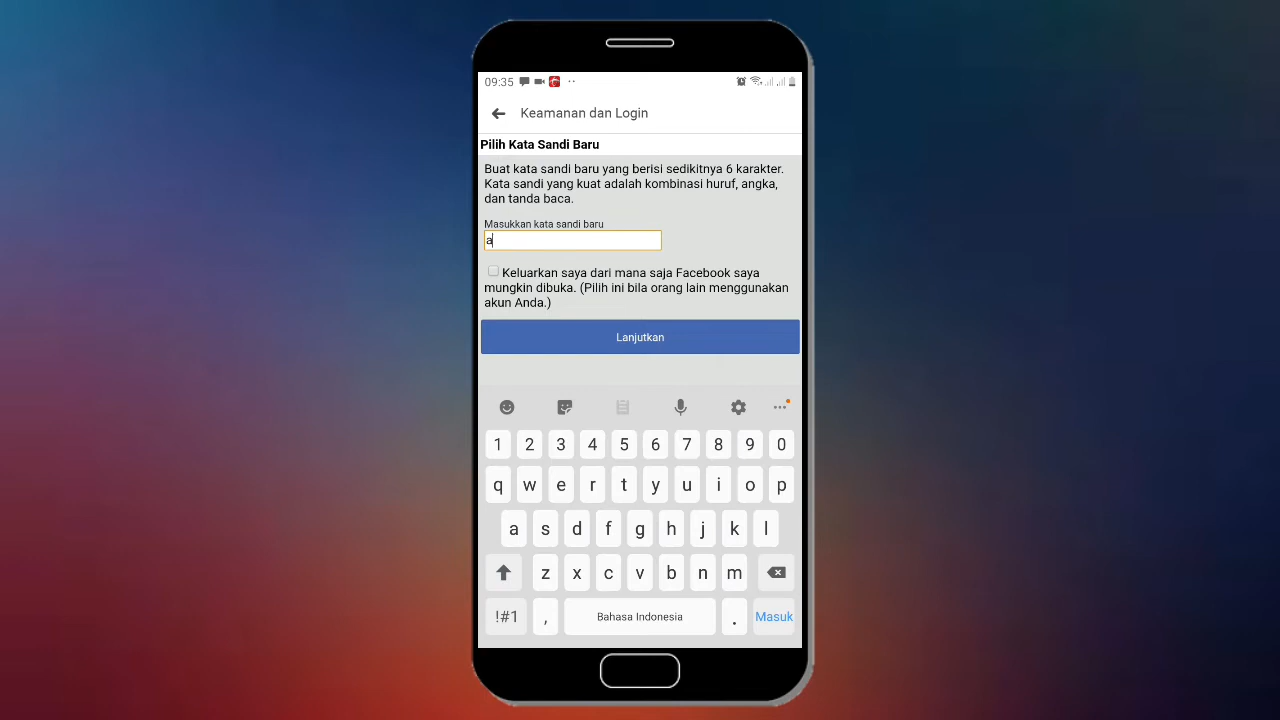 09:35
Keamanan dan Login
Pilih Kata Sandi Baru
Buat kata sandi baru yang berisi sedikitnya 6 karakter.
Kata sandi yang kuat adalah kombinasi huruf, angka,
dan tanda baca.
Masukkan kata sandi baru
a
Keluarkan saya dari mana saja Facebook saya
mungkin dibuka. (Pilih ini bila orang lain menggunakan
akun Anda.)
Lanjutkan
1 2 3 4 5 6 7 8 9 0
q w e r t y u i o p
a s d f g h j k l
z x c v b n m
!#1 , Bahasa Indonesia . Masuk